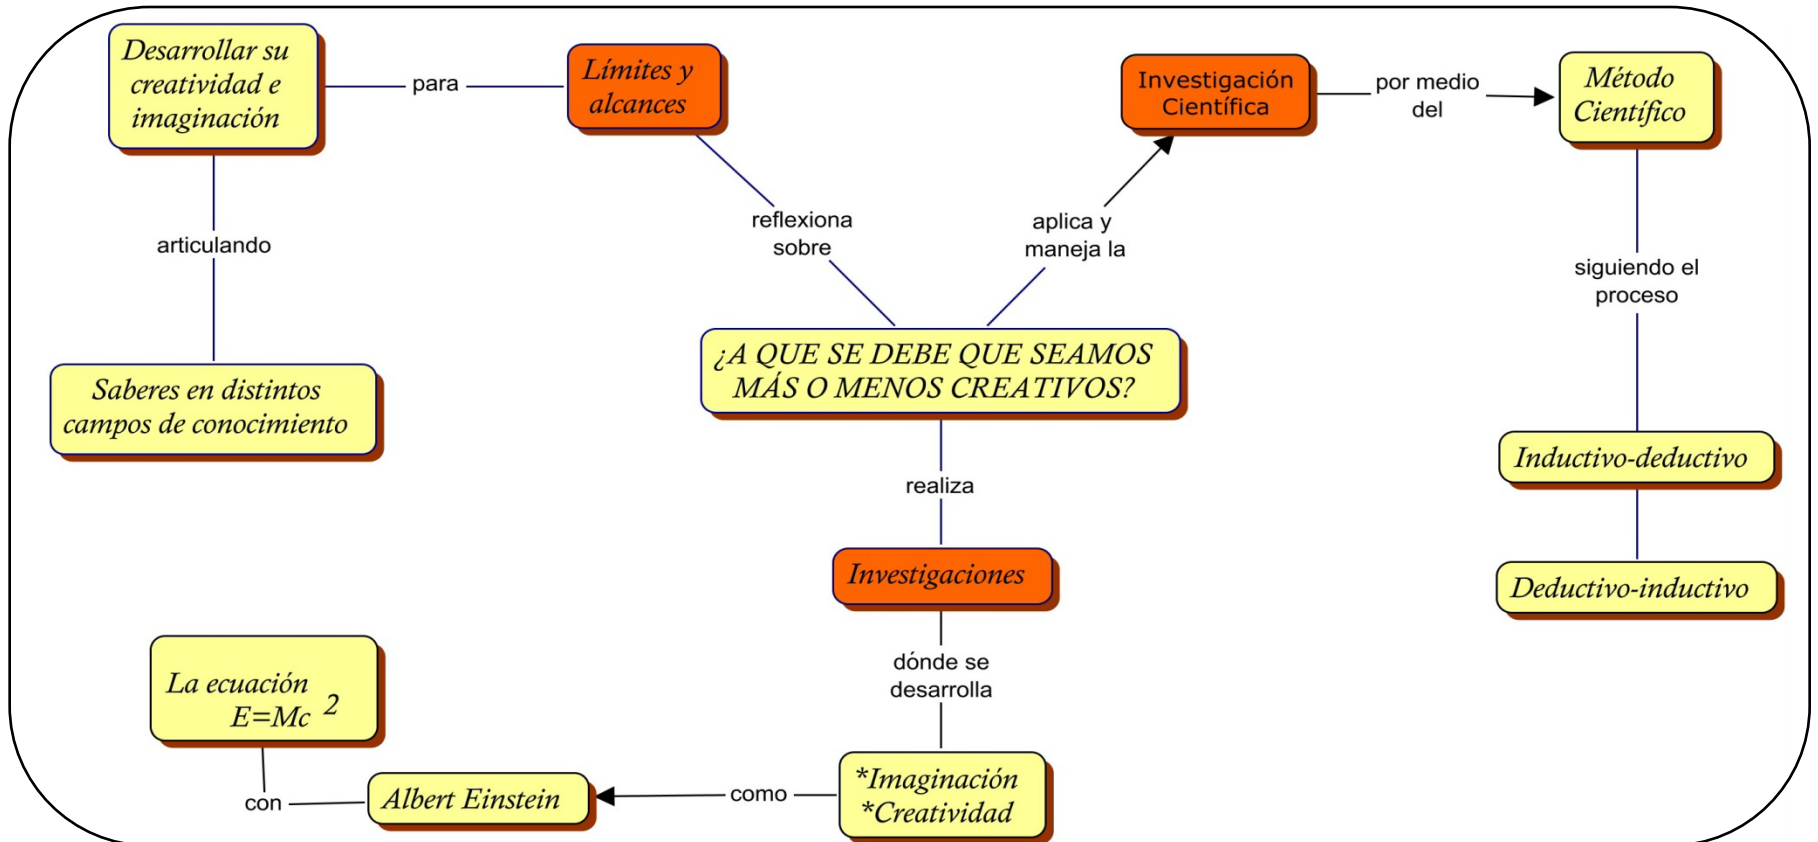 Desarrollar su
creatividad e
imaginación
para
Límites y
alcances
Investigación
Científica
por medio
del
Método
Científico
articulando
reflexiona
sobre
aplica y
maneja la
siguiendo el
proceso
Saberes en distintos
campos de conocimiento
¿A QUE SE DEBE QUE SEAMOS
MÁS O MENOS CREATIVOS?
Inductivo-deductivo
realiza
Investigaciones
Deductivo-inductivo
dónde se
desarrolla
La ecuación
E=Mc 2
*Imaginación
*Creatividad
como
Albert Einstein
con